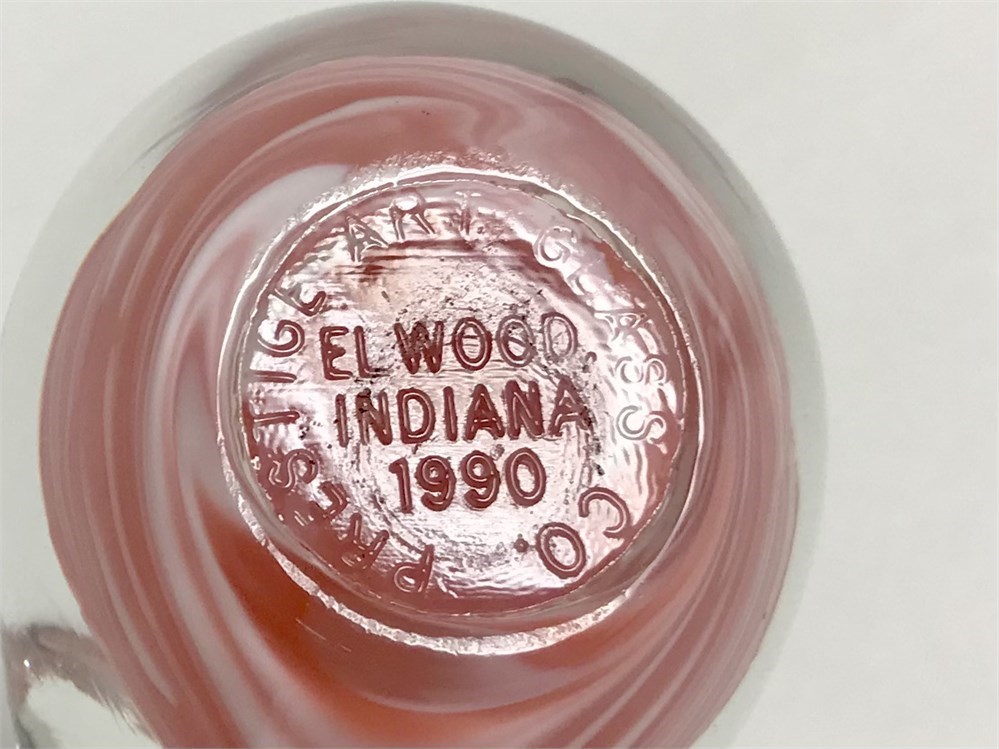 PRESTIGE ART GLASS CO.
ELWOOD,
INDIANA
1990